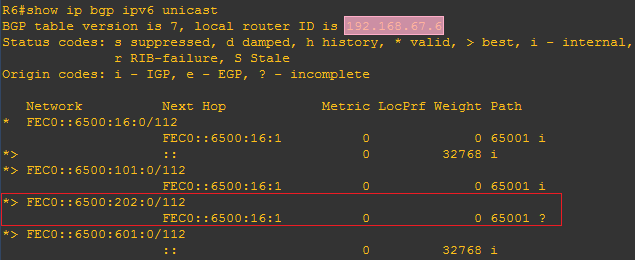 R6#show ip bgp ipv6 unicast
BGP table version is 7, local router ID is 192.168.67.6
Status codes: s suppressed, d damped, h history, * valid, > best, i - internal,
              r RIB-failure, S Stale
Origin codes: i - IGP, e - EGP, ? - incomplete

   Network          Next Hop            Metric LocPrf Weight Path
*  FEC0::6500:16:0/112
                    FEC0::6500:16:1          0             0 65001 i
*>                  ::                       0         32768 i
*> FEC0::6500:101:0/112
                    FEC0::6500:16:1          0             0 65001 i
*> FEC0::6500:202:0/112
                    FEC0::6500:16:1          0             0 65001 ?
*> FEC0::6500:601:0/112
                    ::                       0         32768 i